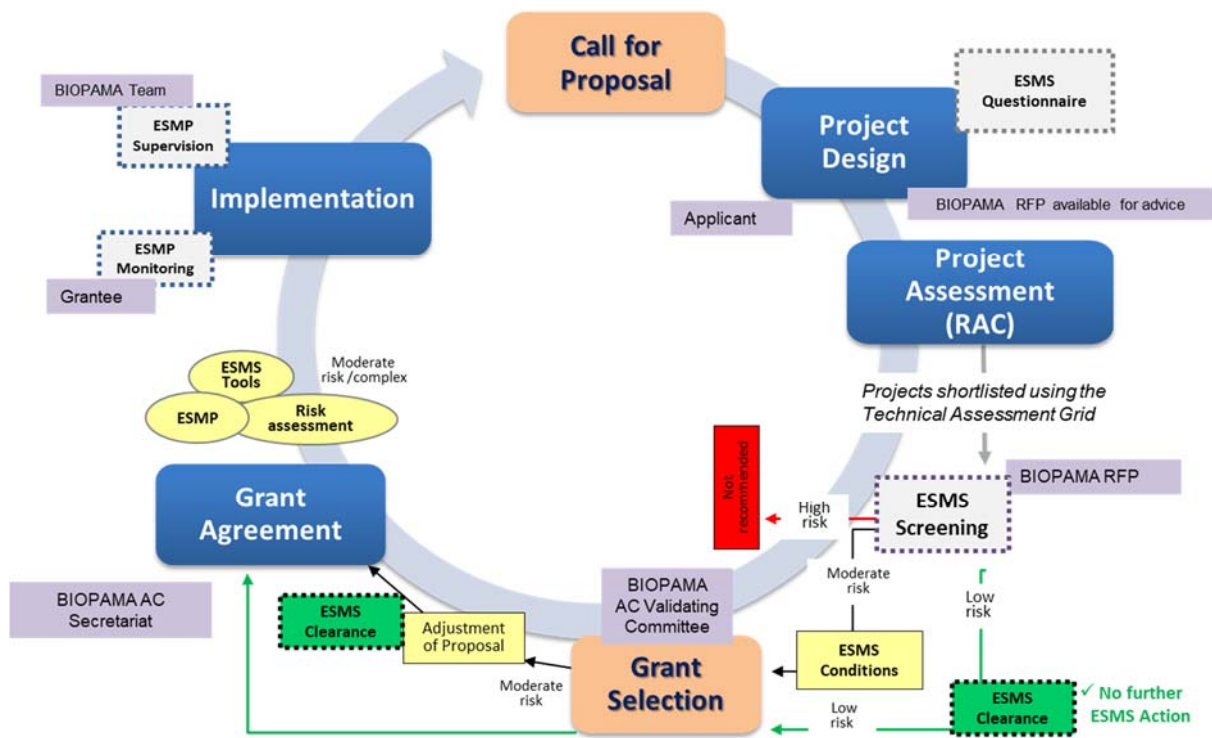 Call for
Proposal
ESMS
Questionnaire
Project
Design
BIOPAMA RFP available for advice
Applicant
Project
Assessment
(RAC)
Projects shortlisted using the
Technical Assessment Grid
BIOPAMA RFP
ESMS
Screening
High
risk
Not
recommended
Moderate
risk
Low
risk
ESMS
Conditions
ESMS
Clearance
✓ No further
ESMS Action
Low
risk
BIOPAMA
AC Validating
Committee
Grant
Selection
Moderate
risk
Adjustment
of Proposal
ESMS
Clearance
BIOPAMA AC
Secretariat
Grant
Agreement
ESMS
Tools
ESMP
Risk
assessment
Moderate
risk /complex
Implementation
BIOPAMA Team
ESMP
Supervision
ESMP
Monitoring
Grantee